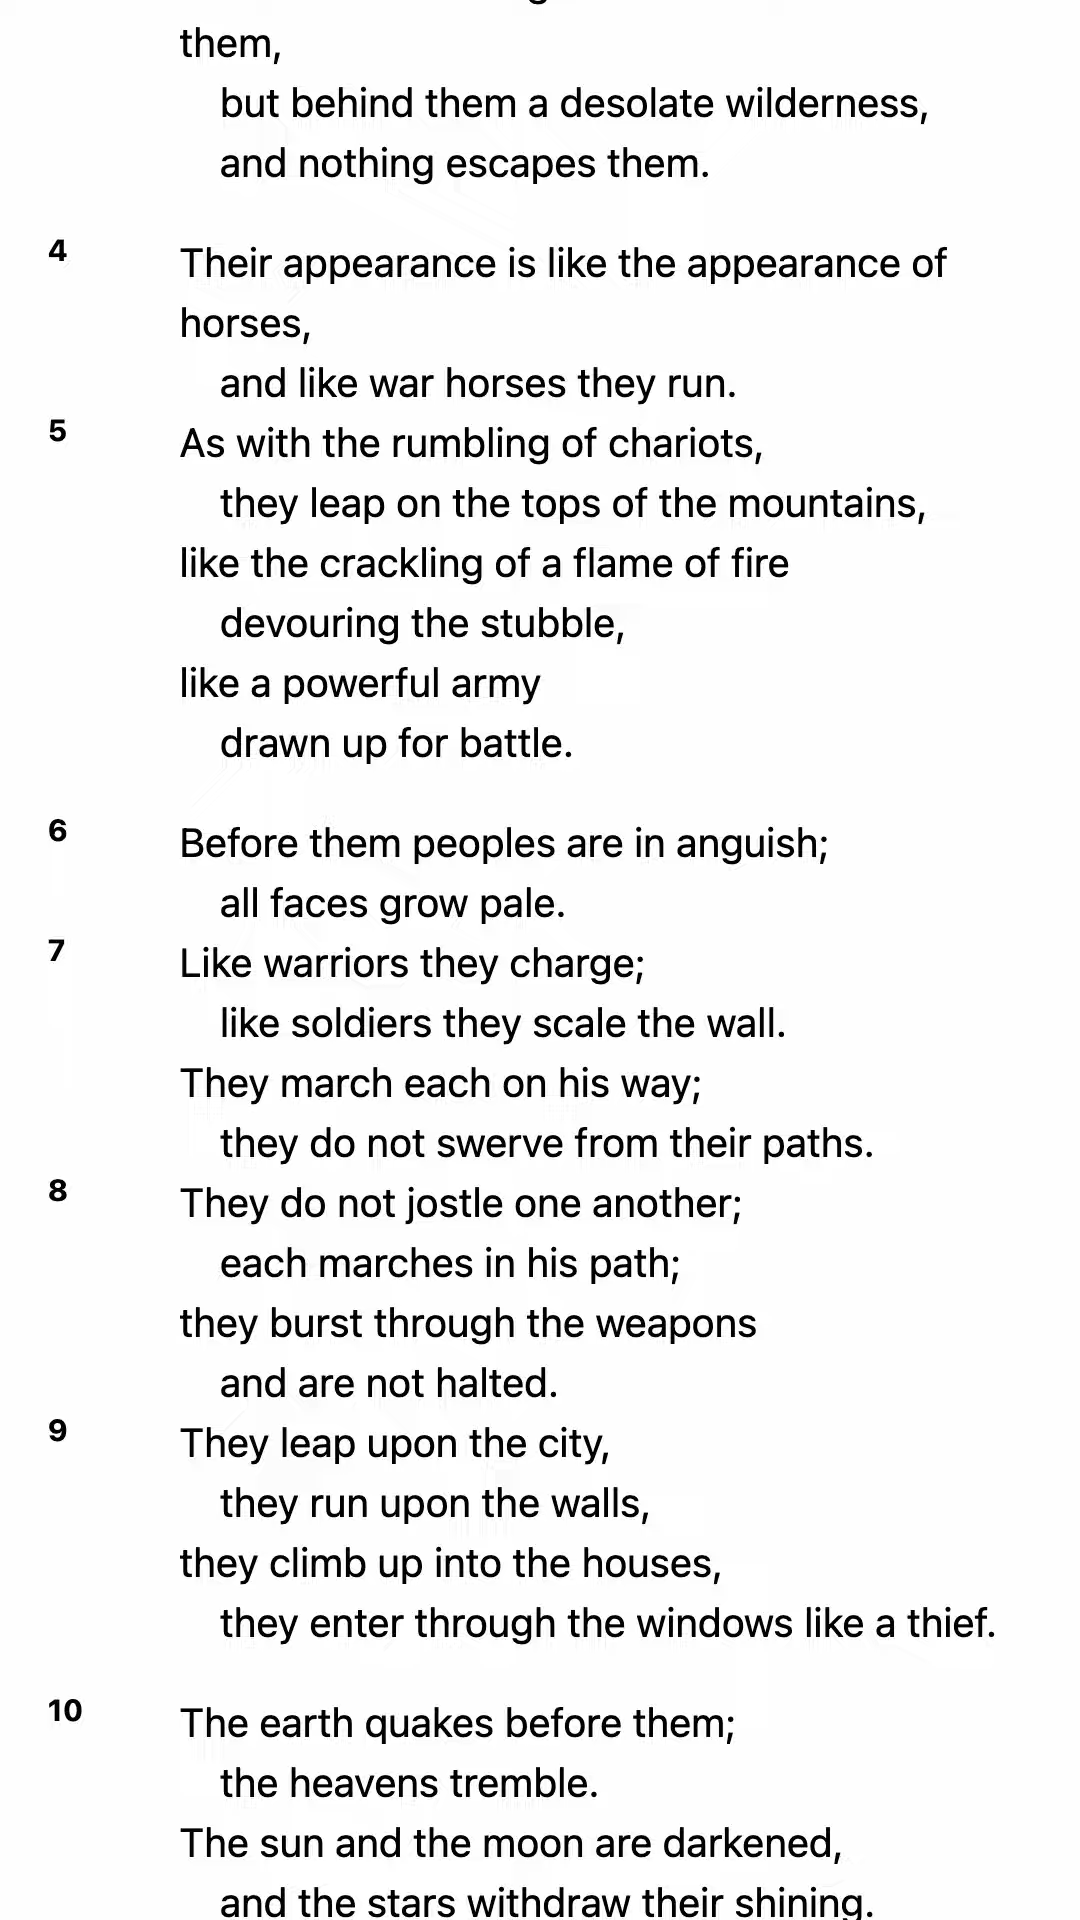 them,
but behind them a desolate wilderness,
and nothing escapes them.
4 Their appearance is like the appearance of
horses,
and like war horses they run.
5 As with the rumbling of chariots,
they leap on the tops of the mountains,
like the crackling of a flame of fire
devouring the stubble,
like a powerful army
drawn up for battle.
6 Before them peoples are in anguish;
all faces grow pale.
7 Like warriors they charge;
like soldiers they scale the wall.
They march each on his way;
they do not swerve from their paths.
8 They do not jostle one another;
each marches in his path;
they burst through the weapons
and are not halted.
9 They leap upon the city,
they run upon the walls,
they climb up into the houses,
they enter through the windows like a thief.
10 The earth quakes before them;
the heavens tremble.
The sun and the moon are darkened,
and the stars withdraw their shining.